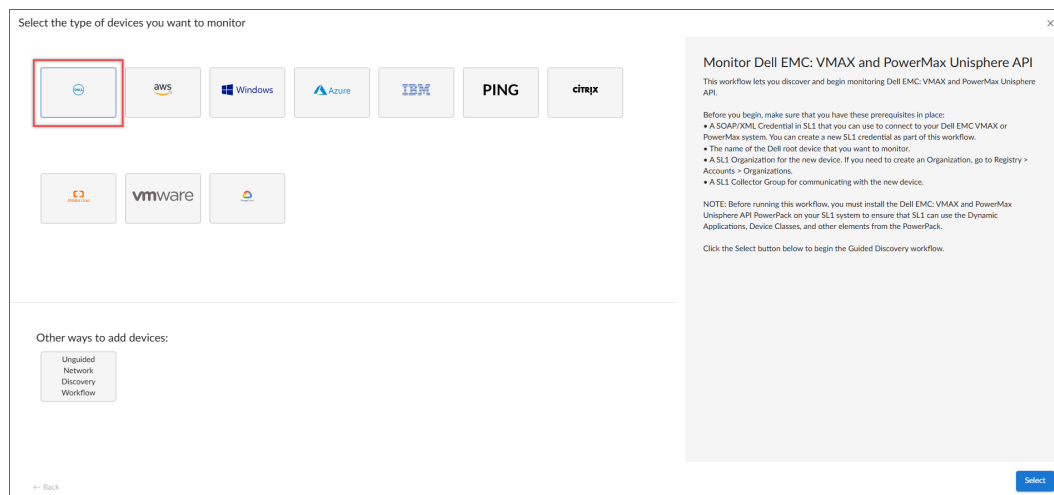 Select the type of devices you want to monitor
×
DELL
aws
Windows
Azure
IBM
PING
citrix
vmware
Google Cloud
Other ways to add devices:
Unguided
Network
Discovery
Workflow
← Back
Monitor Dell EMC: VMAX and PowerMax Unisphere API
This workflow lets you discover and begin monitoring Dell EMC: VMAX and PowerMax Unisphere
API.
Before you begin, make sure that you have these prerequisites in place:
• A SOAP/XML Credential in SL1 that you can use to connect to your Dell EMC VMAX or
PowerMax system. You can create a new SL1 credential as part of this workflow.
• The name of the Dell root device that you want to monitor.
• A SL1 Organization for the new device. If you need to create an Organization, go to Registry >
Accounts > Organizations.
• A SL1 Collector Group for communicating with the new device.
NOTE: Before running this workflow, you must install the Dell EMC: VMAX and PowerMax
Unisphere API PowerPack on your SL1 system to ensure that SL1 can use the Dynamic
Applications, Device Classes, and other elements from the PowerPack.
Click the Select button below to begin the Guided Discovery workflow.
Select